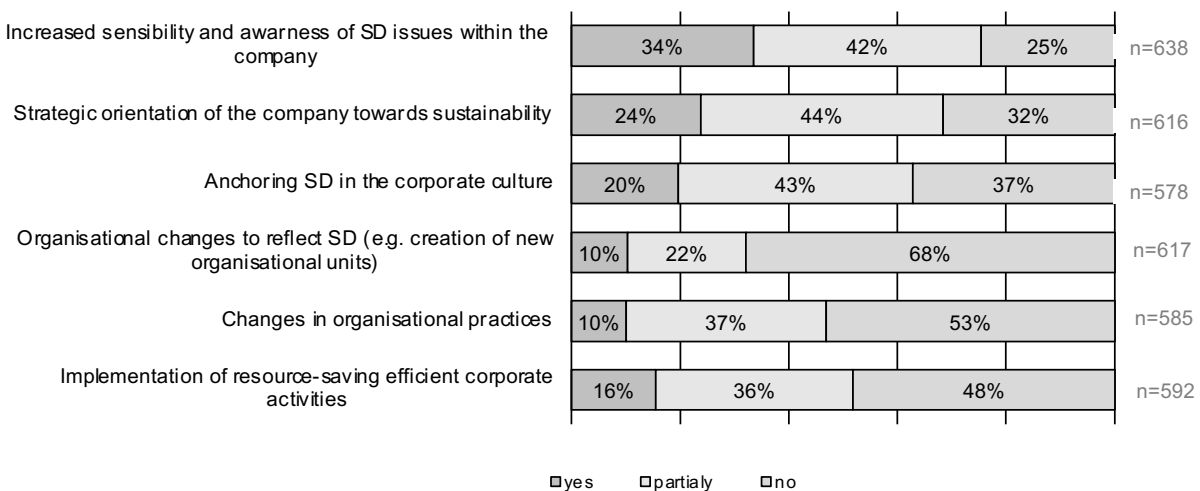 Increased sensibility and awarness of SD issues within the
company
34% 42% 25% n=638
Strategic orientation of the company towards sustainability
24% 44% 32% n=616
Anchoring SD in the corporate culture
20% 43% 37% n=578
Organisational changes to reflect SD (e.g. creation of new
organisational units)
10% 22% 68% n=617
Changes in organisational practices
10% 37% 53% n=585
Implementation of resource-saving efficient corporate
activities
16% 36% 48% n=592
yes partialy no